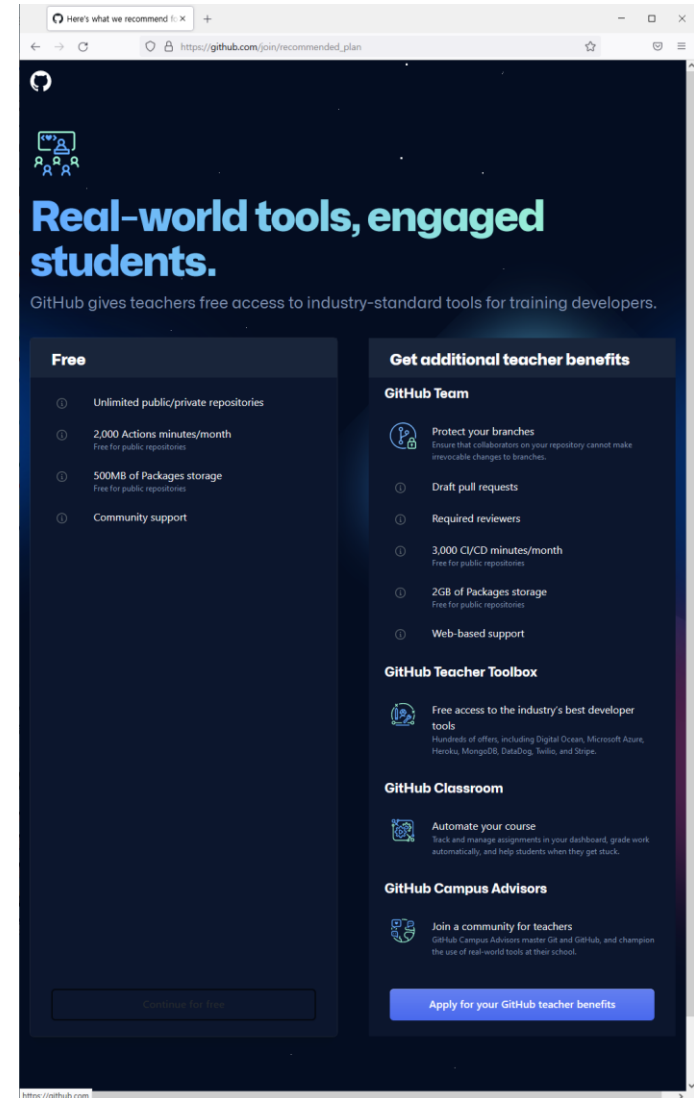 Here's what we recommend fo
https://github.com/join/recommended_plan
Real-world tools, engaged
students.
GitHub gives teachers free access to industry-standard tools for training developers.
Free
Unlimited public/private repositories
2,000 Actions minutes/month
Free for public repositories
500MB of Packages storage
Free for public repositories
Community support
Continue for free
Get additional teacher benefits
GitHub Team
Protect your branches
Ensure that collaborators on your repository cannot make
irrevocable changes to branches.
Draft pull requests
Required reviewers
3,000 CI/CD minutes/month
Free for public repositories
2GB of Packages storage
Free for public repositories
Web-based support
GitHub Teacher Toolbox
Free access to the industry's best developer
tools
Hundreds of offers, including Digital Ocean, Microsoft Azure,
Heroku, MongoDB, DataDog, Twilio, and Stripe.
GitHub Classroom
Automate your course
Track and manage assignments in your dashboard, grade work
automatically, and help students when they get stuck.
GitHub Campus Advisors
Join a community for teachers
GitHub Campus Advisors master Git and GitHub, and champion
the use of real-world tools at their school.
Apply for your GitHub teacher benefits
https://github.com